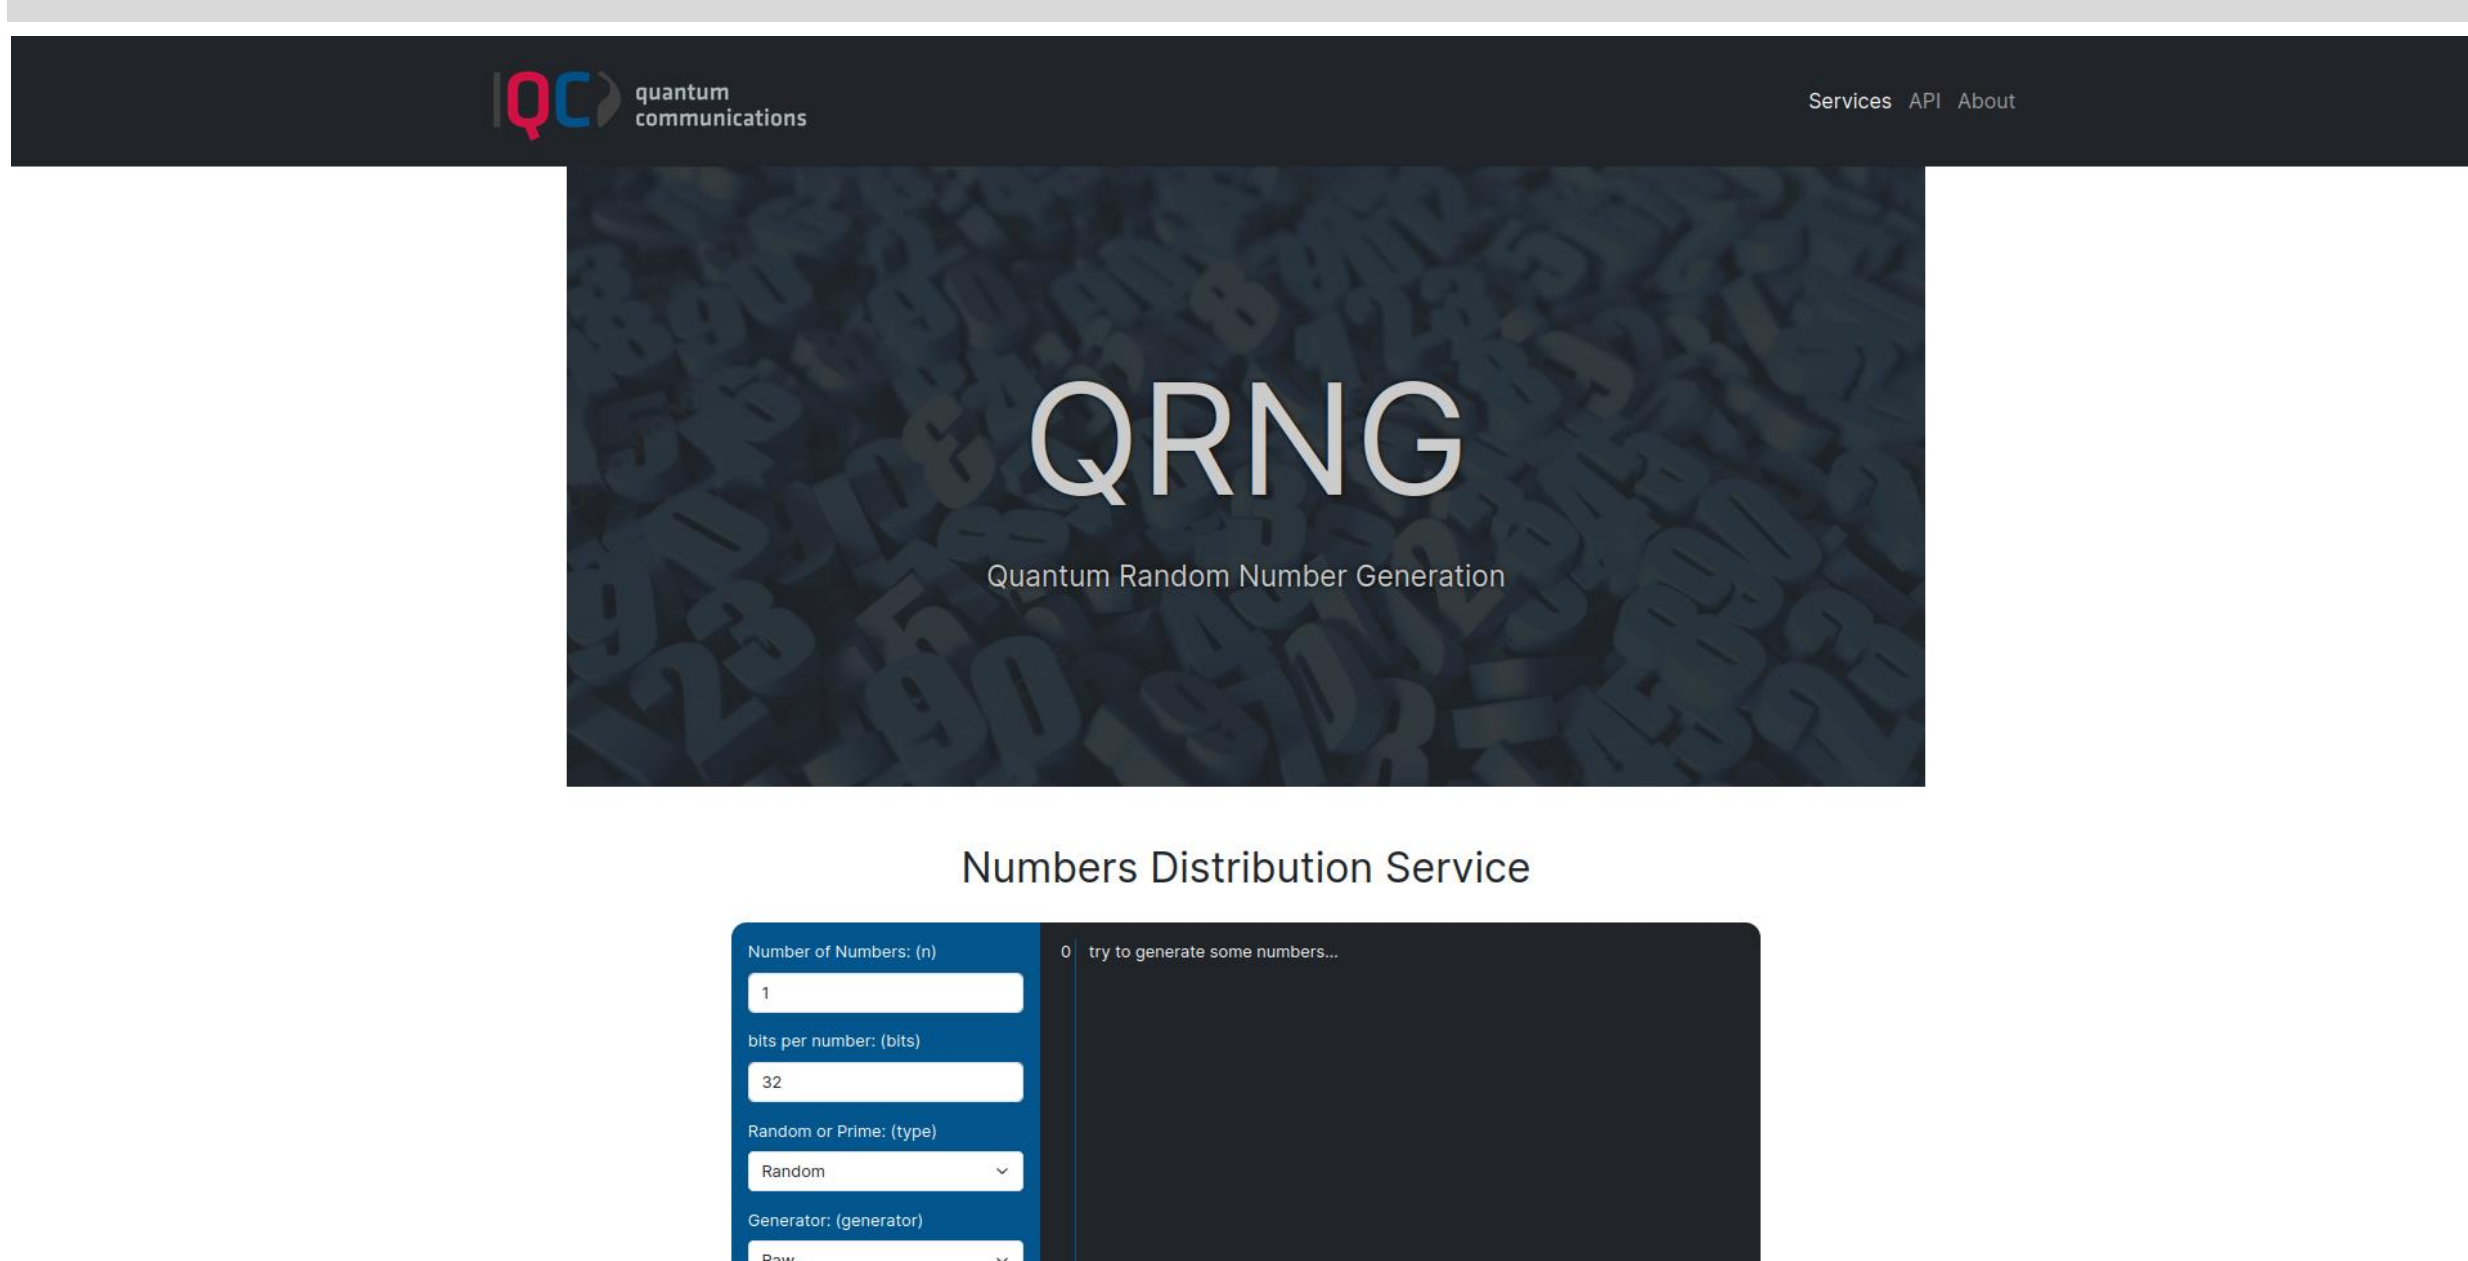 QC
quantum
communications
Services API About
QRNG
Quantum Random Number Generation
Numbers Distribution Service
Number of Numbers: (n)
1
bits per number: (bits)
32
Random or Prime: (type)
Random
Generator: (generator)
Raw
0 try to generate some numbers...